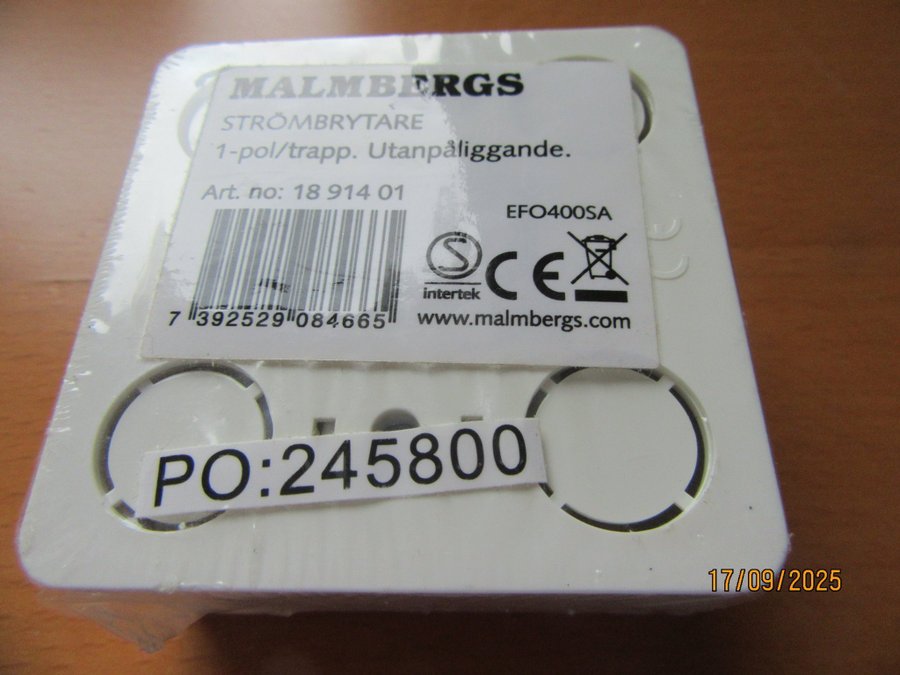 MALMBERGS
STRÖMBRYTARE
1-pol/trapp. Utanpåliggande.
Art. no: 18 914 01
EFO400SA
S
intertek
CE
7 392529 084665
www.malmbergs.com
PO:245800
17/09/2025